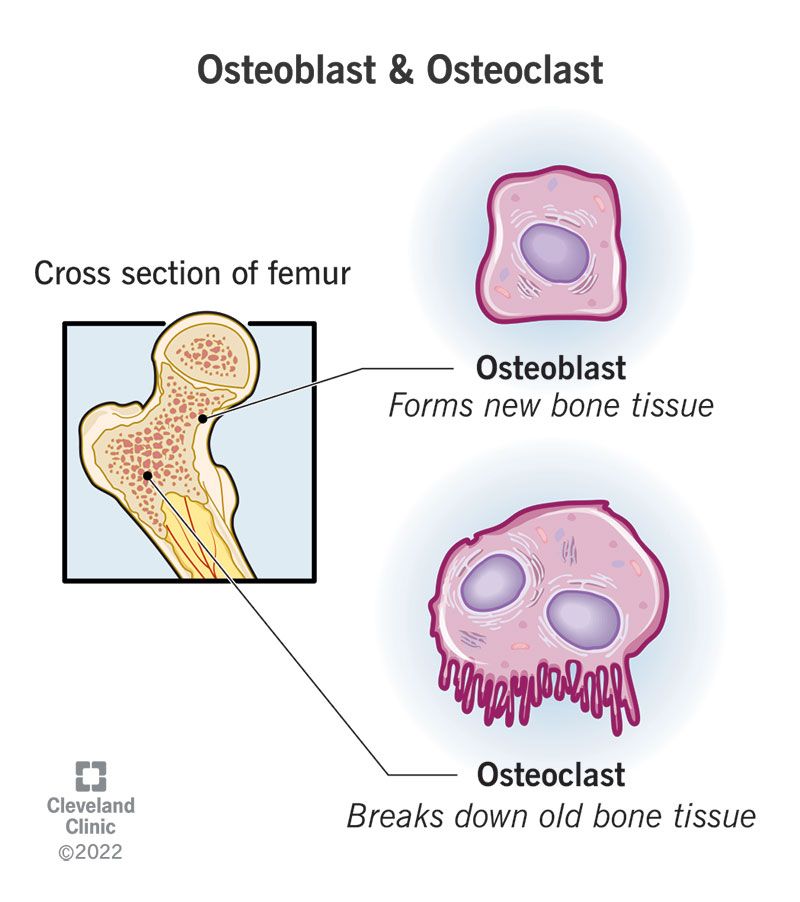 Osteoblast & Osteoclast
Cross section of femur
Osteoblast
Forms new bone tissue
Osteoclast
Breaks down old bone tissue
Cleveland
Clinic
©2022